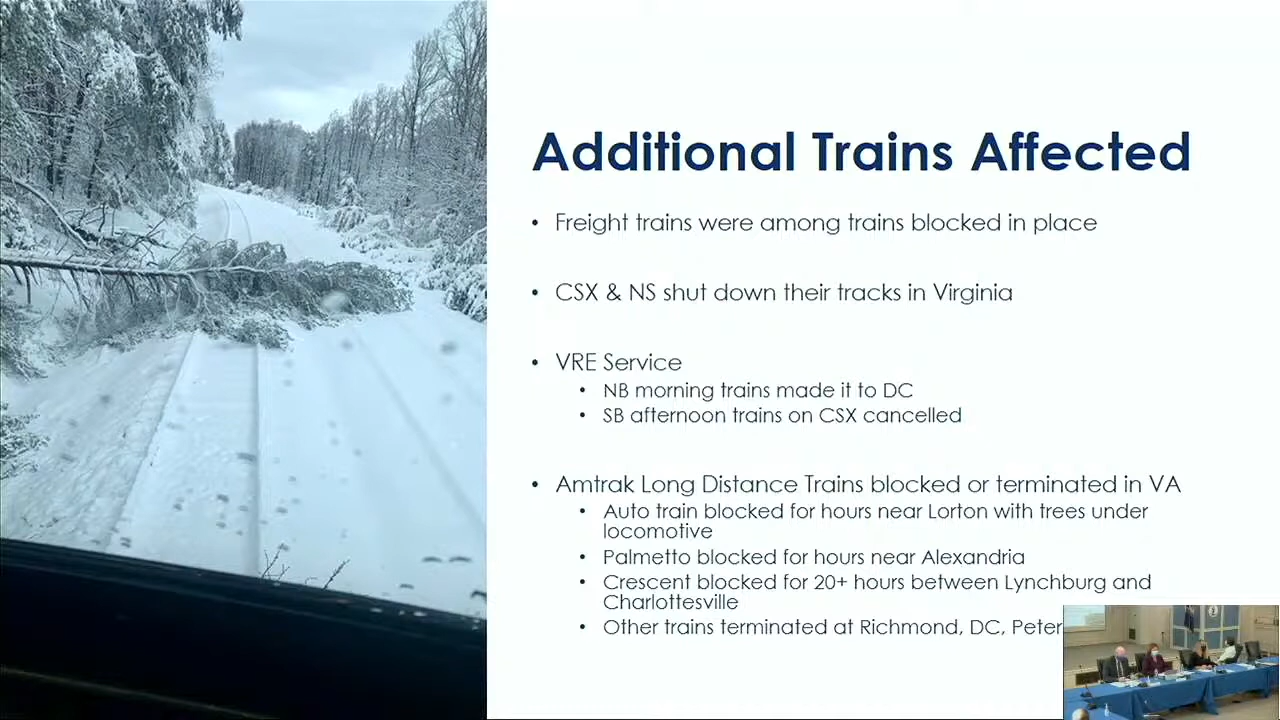 Additional Trains Affected
• Freight trains were among trains blocked in place
• CSX & NS shut down their tracks in Virginia
• VRE Service
• NB morning trains made it to DC
• SB afternoon trains on CSX cancelled
• Amtrak Long Distance Trains blocked or terminated in VA
• Auto train blocked for hours near Lorton with trees under
locomotive
• Palmetto blocked for hours near Alexandria
• Crescent blocked for 20+ hours between Lynchburg and
Charlottesville
• Other trains terminated at Richmond, DC, Peter